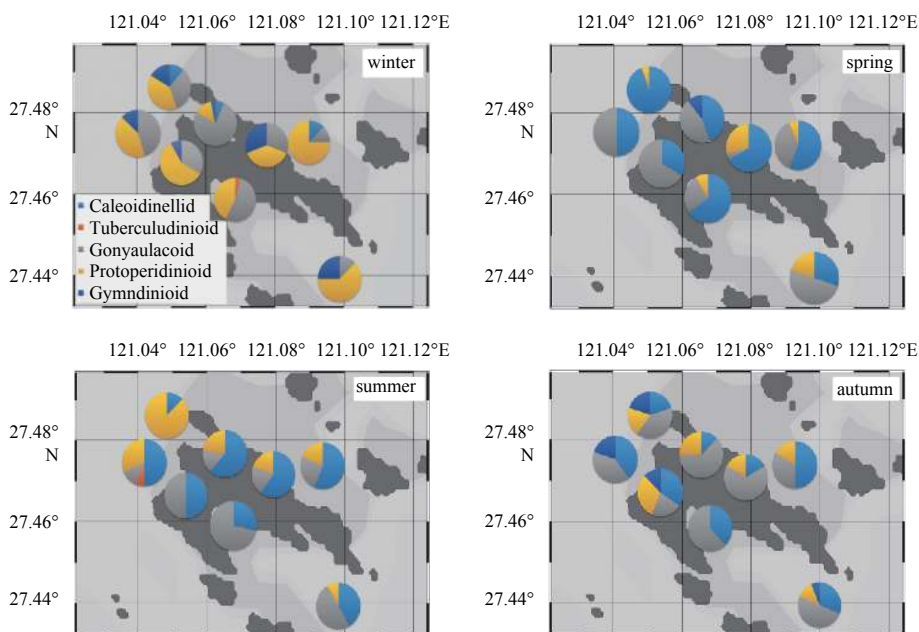 121.04° 121.06° 121.08° 121.10° 121.12°E
winter
27.48°
N
27.46°
27.44°
Caleoidinellid
Tuberculudinioid
Gonyaulacoid
Protoperidinioid
Gymndinioid
121.04° 121.06° 121.08° 121.10° 121.12°E
spring
27.48°
N
27.46°
27.44°
121.04° 121.06° 121.08° 121.10° 121.12°E
summer
27.48°
N
27.46°
27.44°
121.04° 121.06° 121.08° 121.10° 121.12°E
autumn
27.48°
N
27.46°
27.44°